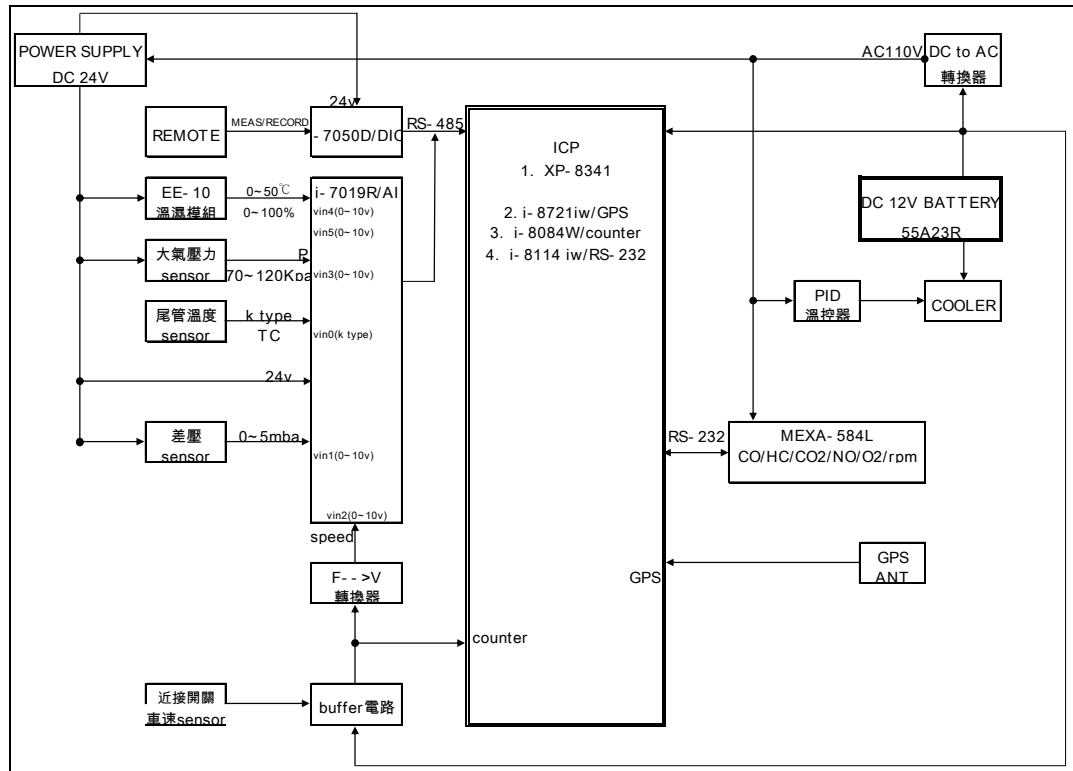 POWER SUPPLY
DC 24V
AC110V
DC to AC
轉換器
24v
REMOTE
MEAS/RECORD
- 7050D/DIO
RS- 485
ICP
1. XP- 8341
2. i- 8721iw/GPS
3. i- 8084W/counter
4. i- 8114 iw/RS- 232
EE- 10
溫濕模組
0~50℃
0~100%
i- 7019R/AI
vin4(0~10v)
vin5(0~10v)
DC 12V BATTERY
55A23R
大氣壓力
sensor
P
70~120Kpa
vin3(0~10v)
PID
溫控器
COOLER
尾管溫度
sensor
k type
TC
vin0(k type)
24v
差壓
sensor
0~5mba
vin1(0~10v)
RS- 232
MEXA- 584L
CO/HC/CO2/NO/O2/rpm
vin2(0~10v)
speed
F- - >V
轉換器
GPS
GPS
ANT
counter
近接開關
車速sensor
buffer電路